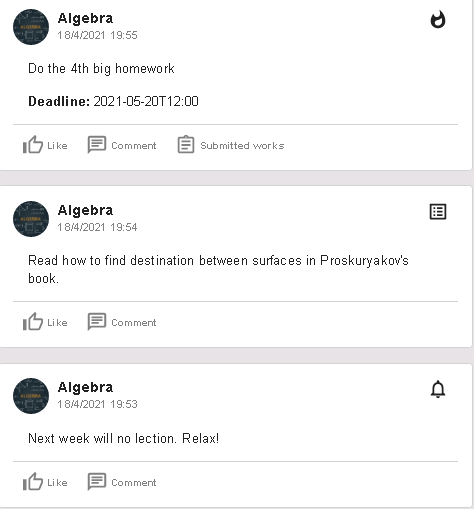 Algebra
18/4/2021 19:55
Do the 4th big homework
Deadline: 2021-05-20T12:00
Like Comment Submitted works
Algebra
18/4/2021 19:54
Read how to find destination between surfaces in Proskuryakov's
book.
Like Comment
Algebra
18/4/2021 19:53
Next week will no lection. Relax!
Like Comment